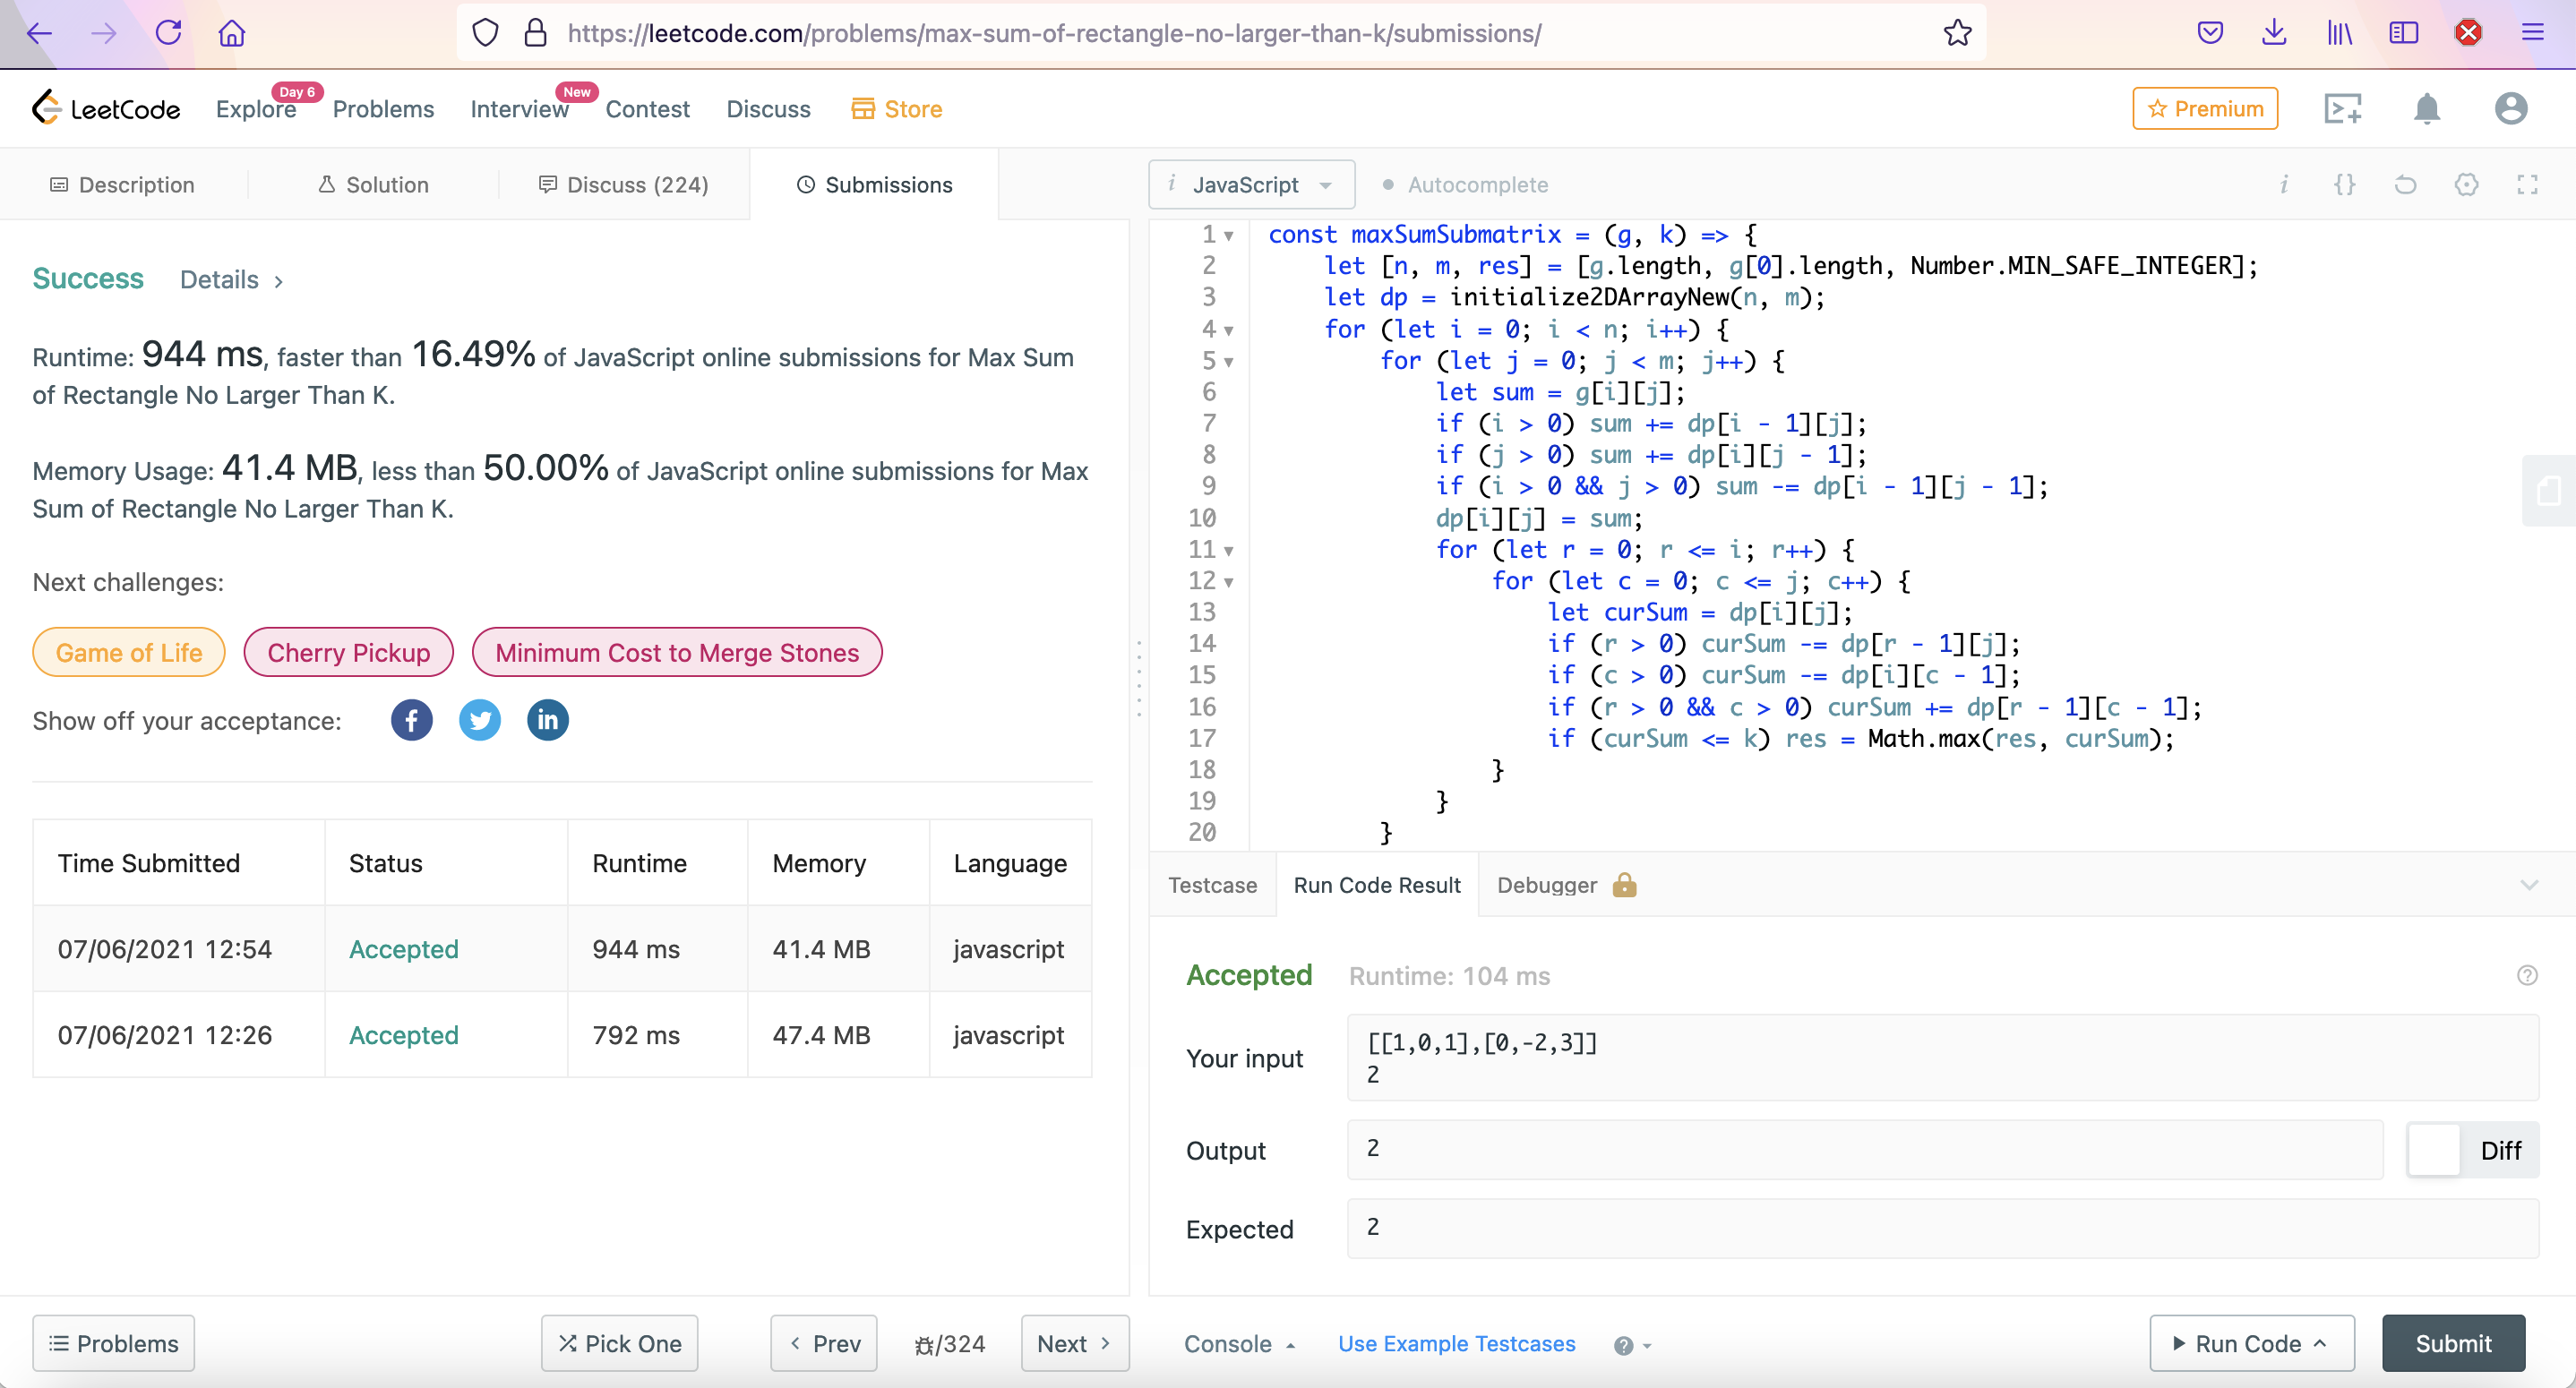 https://leetcode.com/problems/max-sum-of-rectangle-no-larger-than-k/submissions/
LeetCode
Explore
Day 6
Problems
Interview
New
Contest
Discuss
Store
Premium
Description
Solution
Discuss (224)
Submissions
Success
Details
Runtime: 944 ms, faster than 16.49% of JavaScript online submissions for Max Sum
of Rectangle No Larger Than K.
Memory Usage: 41.4 MB, less than 50.00% of JavaScript online submissions for Max
Sum of Rectangle No Larger Than K.
Next challenges:
Game of Life
Cherry Pickup
Minimum Cost to Merge Stones
Show off your acceptance:
Time Submitted Status Runtime Memory Language
07/06/2021 12:54 Accepted 944 ms 41.4 MB javascript
07/06/2021 12:26 Accepted 792 ms 47.4 MB javascript
Problems
Pick One
Prev
/324
Next
i JavaScript
Autocomplete
i {}
1 const maxSumSubmatrix = (g, k) => {
2 let [n, m, res] = [g.length, g[0].length, Number.MIN_SAFE_INTEGER];
3 let dp = initialize2DArrayNew(n, m);
4 for (let i = 0; i < n; i++) {
5 for (let j = 0; j < m; j++) {
6 let sum = g[i][j];
7 if (i > 0) sum += dp[i - 1][j];
8 if (j > 0) sum += dp[i][j - 1];
9 if (i > 0 && j > 0) sum -= dp[i - 1][j - 1];
10 dp[i][j] = sum;
11 for (let r = 0; r <= i; r++) {
12 for (let c = 0; c <= j; c++) {
13 let curSum = dp[i][j];
14 if (r > 0) curSum -= dp[r - 1][j];
15 if (c > 0) curSum -= dp[i][c - 1];
16 if (r > 0 && c > 0) curSum += dp[r - 1][c - 1];
17 if (curSum <= k) res = Math.max(res, curSum);
18 }
19 }
20 }
Testcase
Run Code Result
Debugger
Accepted
Runtime: 104 ms
Your input
[[1,0,1],[0,-2,3]]
2
Output
2
Diff
Expected
2
Console
Use Example Testcases
Run Code
Submit